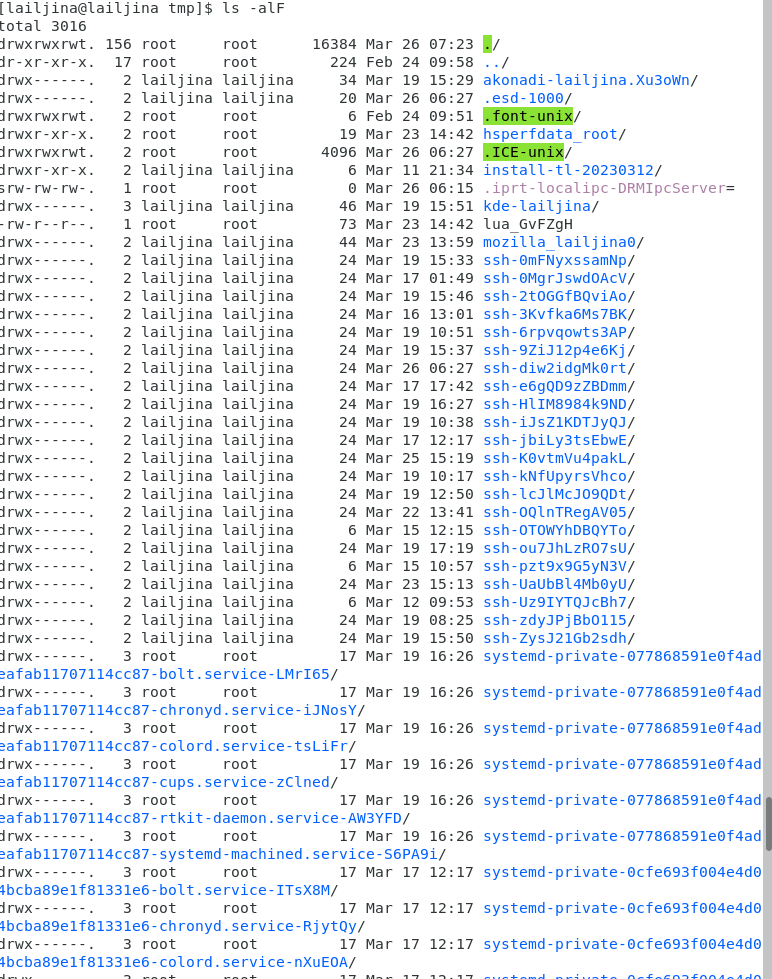 [lailjina@lailjina tmp]$ ls -alF
total 3016
drwxrwxrwt. 156 root     root      16384 Mar 26 07:23 ./
dr-xr-xr-x.  17 root     root        224 Feb 24 09:58 ../
drwx------.   2 lailjina lailjina     34 Mar 19 15:29 akonadi-lailjina.Xu3oWn/
drwx------.   2 lailjina lailjina     20 Mar 26 06:27 .esd-1000/
drwxrwxrwt.   2 root     root          6 Feb 24 09:51 .font-unix/
drwxr-xr-x.   2 root     root         19 Mar 23 14:42 hsperfdata_root/
drwxrwxrwt.   2 root     root       4096 Mar 26 06:27 .ICE-unix/
drwxr-xr-x.   2 lailjina lailjina      6 Mar 11 21:34 install-tl-20230312/
srw-rw-rw-.   1 root     root          0 Mar 26 06:15 .iprt-localipc-DRMIpcServer=
drwx------.   3 lailjina lailjina     46 Mar 19 15:51 kde-lailjina/
-rw-r--r--.   1 root     root         73 Mar 23 14:42 lua_GvFZgH
drwx------.   2 lailjina lailjina     44 Mar 23 13:59 mozilla_lailjina0/
drwx------.   2 lailjina lailjina     24 Mar 19 15:33 ssh-0mFNyxssamNp/
drwx------.   2 lailjina lailjina     24 Mar 17 01:49 ssh-0MgrJswdOAcV/
drwx------.   2 lailjina lailjina     24 Mar 19 15:46 ssh-2tOGGfBQviAo/
drwx------.   2 lailjina lailjina     24 Mar 16 13:01 ssh-3Kvfka6Ms7BK/
drwx------.   2 lailjina lailjina     24 Mar 19 10:51 ssh-6rpvqowts3AP/
drwx------.   2 lailjina lailjina     24 Mar 19 15:37 ssh-9ZiJ12p4e6Kj/
drwx------.   2 lailjina lailjina     24 Mar 26 06:27 ssh-diw2idgMk0rt/
drwx------.   2 lailjina lailjina     24 Mar 17 17:42 ssh-e6gQD9zZBDmm/
drwx------.   2 lailjina lailjina     24 Mar 19 16:27 ssh-HlIM8984k9ND/
drwx------.   2 lailjina lailjina     24 Mar 19 10:38 ssh-iJsZ1KDTJyQJ/
drwx------.   2 lailjina lailjina     24 Mar 17 12:17 ssh-jbiLy3tsEbwE/
drwx------.   2 lailjina lailjina     24 Mar 25 15:19 ssh-K0vtmVu4pakL/
drwx------.   2 lailjina lailjina     24 Mar 19 10:17 ssh-kNfUpyrsVhco/
drwx------.   2 lailjina lailjina     24 Mar 19 12:50 ssh-lcJlMcJO9QDt/
drwx------.   2 lailjina lailjina     24 Mar 22 13:41 ssh-OQlnTRegAV05/
drwx------.   2 lailjina lailjina      6 Mar 15 12:15 ssh-OTOWYhDBQYTo/
drwx------.   2 lailjina lailjina     24 Mar 19 17:19 ssh-ou7JhLzRO7sU/
drwx------.   2 lailjina lailjina      6 Mar 15 10:57 ssh-pzt9x9G5yN3V/
drwx------.   2 lailjina lailjina     24 Mar 23 15:13 ssh-UaUbBl4Mb0yU/
drwx------.   2 lailjina lailjina      6 Mar 12 09:53 ssh-Uz9IYTQJcBh7/
drwx------.   2 lailjina lailjina     24 Mar 19 08:25 ssh-zdyJPjBbO115/
drwx------.   2 lailjina lailjina     24 Mar 19 15:50 ssh-ZysJ21Gb2sdh/
drwx------.   3 root     root         17 Mar 19 16:26 systemd-private-077868591e0f4ad
eafab11707114cc87-bolt.service-LMrI65/
drwx------.   3 root     root         17 Mar 19 16:26 systemd-private-077868591e0f4ad
eafab11707114cc87-chronyd.service-iJNosY/
drwx------.   3 root     root         17 Mar 19 16:26 systemd-private-077868591e0f4ad
eafab11707114cc87-colord.service-tsLiFr/
drwx------.   3 root     root         17 Mar 19 16:26 systemd-private-077868591e0f4ad
eafab11707114cc87-cups.service-zClned/
drwx------.   3 root     root         17 Mar 19 16:26 systemd-private-077868591e0f4ad
eafab11707114cc87-rtkit-daemon.service-AW3YFD/
drwx------.   3 root     root         17 Mar 19 16:26 systemd-private-077868591e0f4ad
eafab11707114cc87-systemd-machined.service-S6PA9i/
drwx------.   3 root     root         17 Mar 17 12:17 systemd-private-0cfe693f004e4d0
4bcba89e1f81331e6-bolt.service-ITsX8M/
drwx------.   3 root     root         17 Mar 17 12:17 systemd-private-0cfe693f004e4d0
4bcba89e1f81331e6-chronyd.service-RjytQy/
drwx------.   3 root     root         17 Mar 17 12:17 systemd-private-0cfe693f004e4d0
4bcba89e1f81331e6-colord.service-nXuEOA/